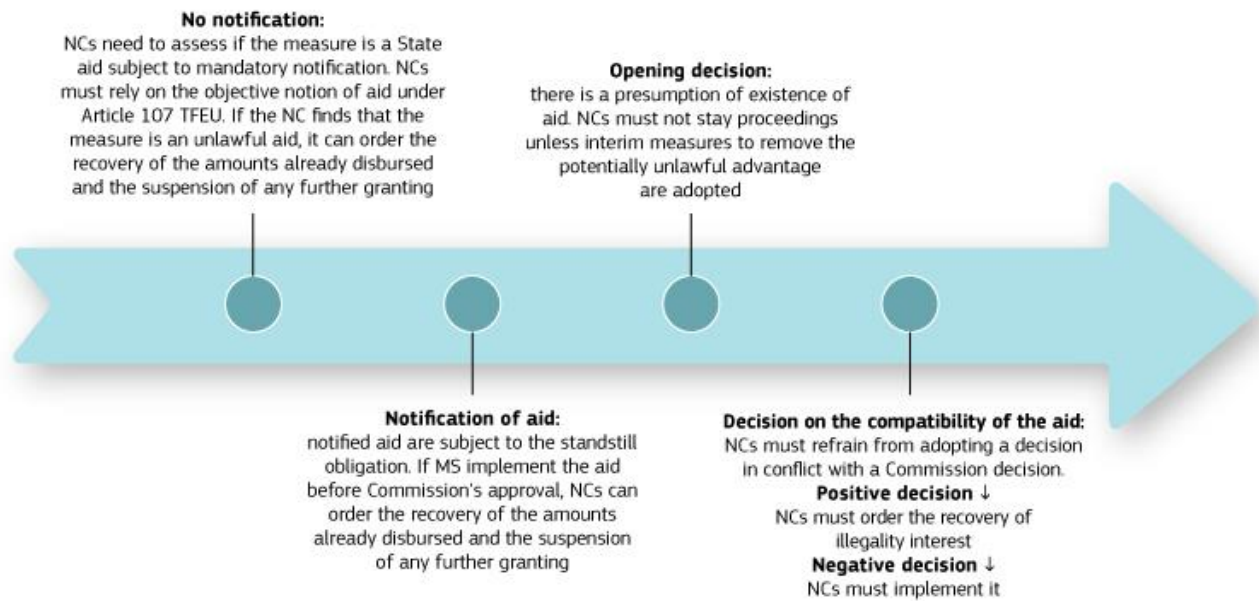 No notification:
NCs need to assess if the measure is a State
aid subject to mandatory notification. NCs
must rely on the objective notion of aid under
Article 107 TFEU. If the NC finds that the
measure is an unlawful aid, it can order the
recovery of the amounts already disbursed
and the suspension of any further granting
Opening decision:
there is a presumption of existence of
aid. NCs must not stay proceedings
unless interim measures to remove the
potentially unlawful advantage
are adopted
Notification of aid:
notified aid are subject to the standstill
obligation. If MS implement the aid
before Commission's approval, NCs can
order the recovery of the amounts
already disbursed and the suspension
of any further granting
Decision on the compatibility of the aid:
NCs must refrain from adopting a decision
in conflict with a Commission decision.
Positive decision ↓
NCs must order the recovery of
illegality interest
Negative decision ↓
NCs must implement it